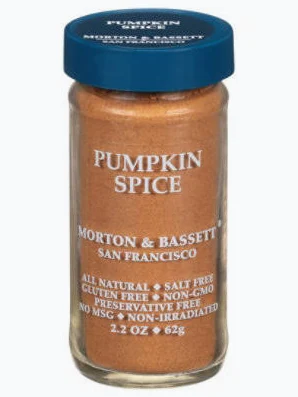 PUMPKIN
SPICE
MORTON & BASSETT
SAN FRANCISCO
PUMPKIN
SPICE
MORTON & BASSETT®
SAN FRANCISCO
ALL NATURAL ◆ SALT FREE
GLUTEN FREE ◆ NON-GMO
PRESERVATIVE FREE
NO MSG ◆ NON-IRRADIATED
2.2 OZ ◆ 62g